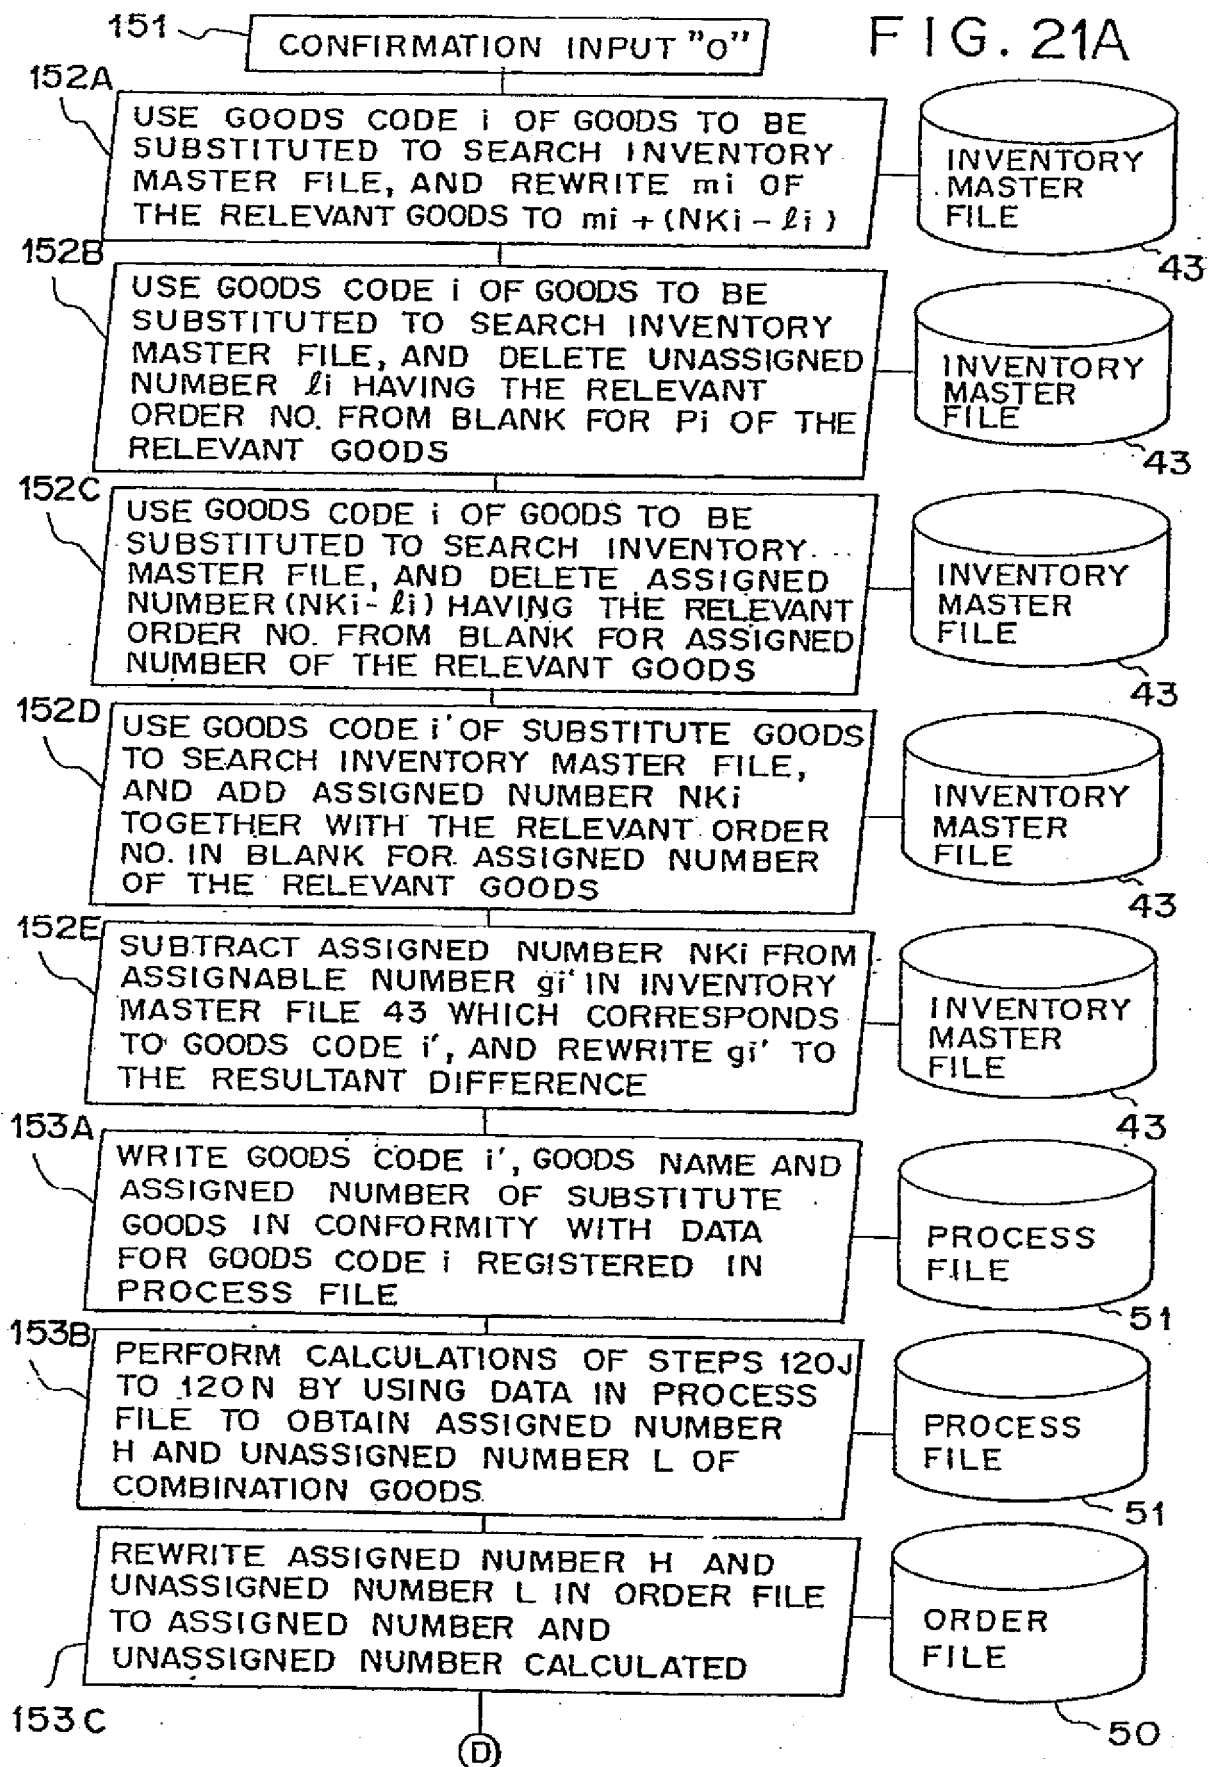 FIG. 21A
151
CONFIRMATION INPUT "O"
152A
USE GOODS CODE i OF GOODS TO BE
SUBSTITUTED TO SEARCH INVENTORY
MASTER FILE, AND REWRITE mi OF
THE RELEVANT GOODS TO mi + (NKi - ℓi)
INVENTORY
MASTER
FILE
43
152B
USE GOODS CODE i OF GOODS TO BE
SUBSTITUTED TO SEARCH INVENTORY
MASTER FILE, AND DELETE UNASSIGNED
NUMBER ℓi HAVING THE RELEVANT
ORDER NO. FROM BLANK FOR Pi OF THE
RELEVANT GOODS
INVENTORY
MASTER
FILE
43
152C
USE GOODS CODE i OF GOODS TO BE
SUBSTITUTED TO SEARCH INVENTORY
MASTER FILE, AND DELETE ASSIGNED
NUMBER (NKi - ℓi) HAVING THE RELEVANT
ORDER NO. FROM BLANK FOR ASSIGNED
NUMBER OF THE RELEVANT GOODS
INVENTORY
MASTER
FILE
43
152D
USE GOODS CODE i' OF SUBSTITUTE GOODS
TO SEARCH INVENTORY MASTER FILE,
AND ADD ASSIGNED NUMBER NKi
TOGETHER WITH THE RELEVANT ORDER
NO. IN BLANK FOR ASSIGNED NUMBER
OF THE RELEVANT GOODS
INVENTORY
MASTER
FILE
43
152E
SUBTRACT ASSIGNED NUMBER NKi FROM
ASSIGNABLE NUMBER gi' IN INVENTORY
MASTER FILE 43 WHICH CORRESPONDS
TO GOODS CODE i', AND REWRITE gi' TO
THE RESULTANT DIFFERENCE
INVENTORY
MASTER
FILE
43
153A
WRITE GOODS CODE i', GOODS NAME AND
ASSIGNED NUMBER OF SUBSTITUTE
GOODS IN CONFORMITY WITH DATA
FOR GOODS CODE i REGISTERED IN
PROCESS FILE
PROCESS
FILE
51
153B
PERFORM CALCULATIONS OF STEPS 120J
TO 120N BY USING DATA IN PROCESS
FILE TO OBTAIN ASSIGNED NUMBER
H AND UNASSIGNED NUMBER L OF
COMBINATION GOODS
PROCESS
FILE
51
REWRITE ASSIGNED NUMBER H AND
UNASSIGNED NUMBER L IN ORDER FILE
TO ASSIGNED NUMBER AND
UNASSIGNED NUMBER CALCULATED
153C
ORDER
FILE
50
D